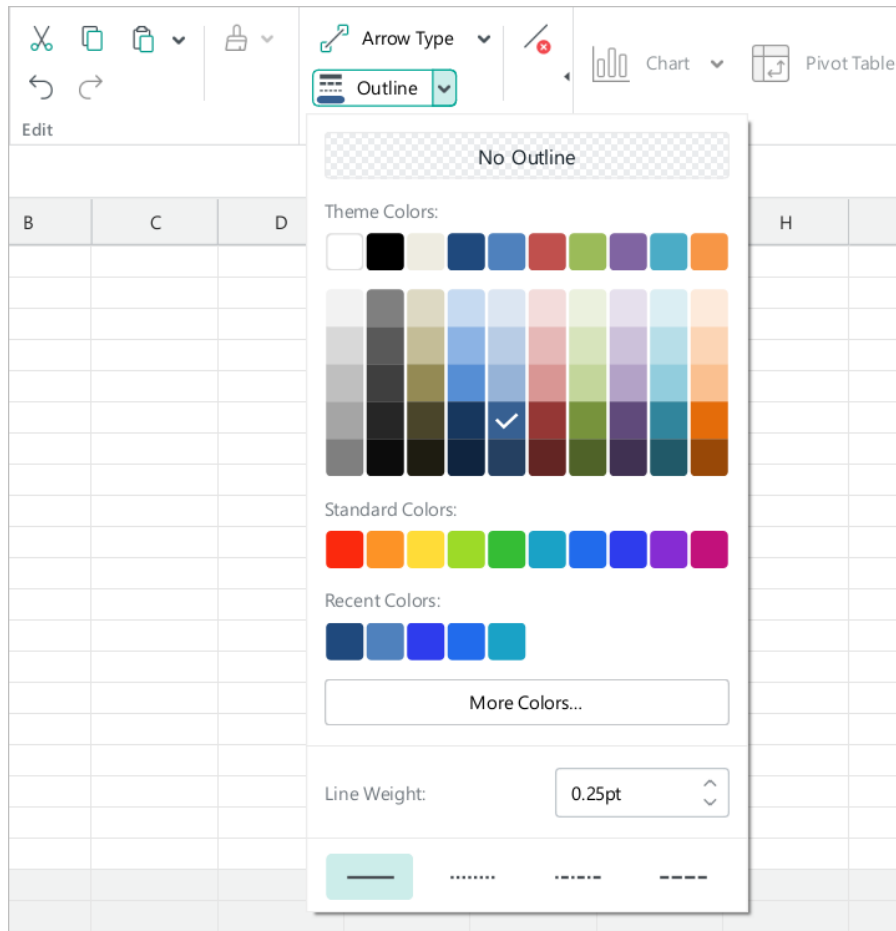 Arrow Type
Outline
Chart
Pivot Table
Edit
No Outline
Theme Colors:
B C D H
Standard Colors:
Recent Colors:
More Colors...
Line Weight: 0.25pt